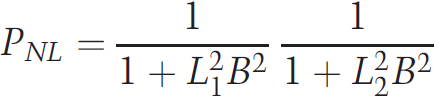 $P_{NL} = \frac{1}{1 + L_1^2 B^2} \frac{1}{1 + L_2^2 B^2}$